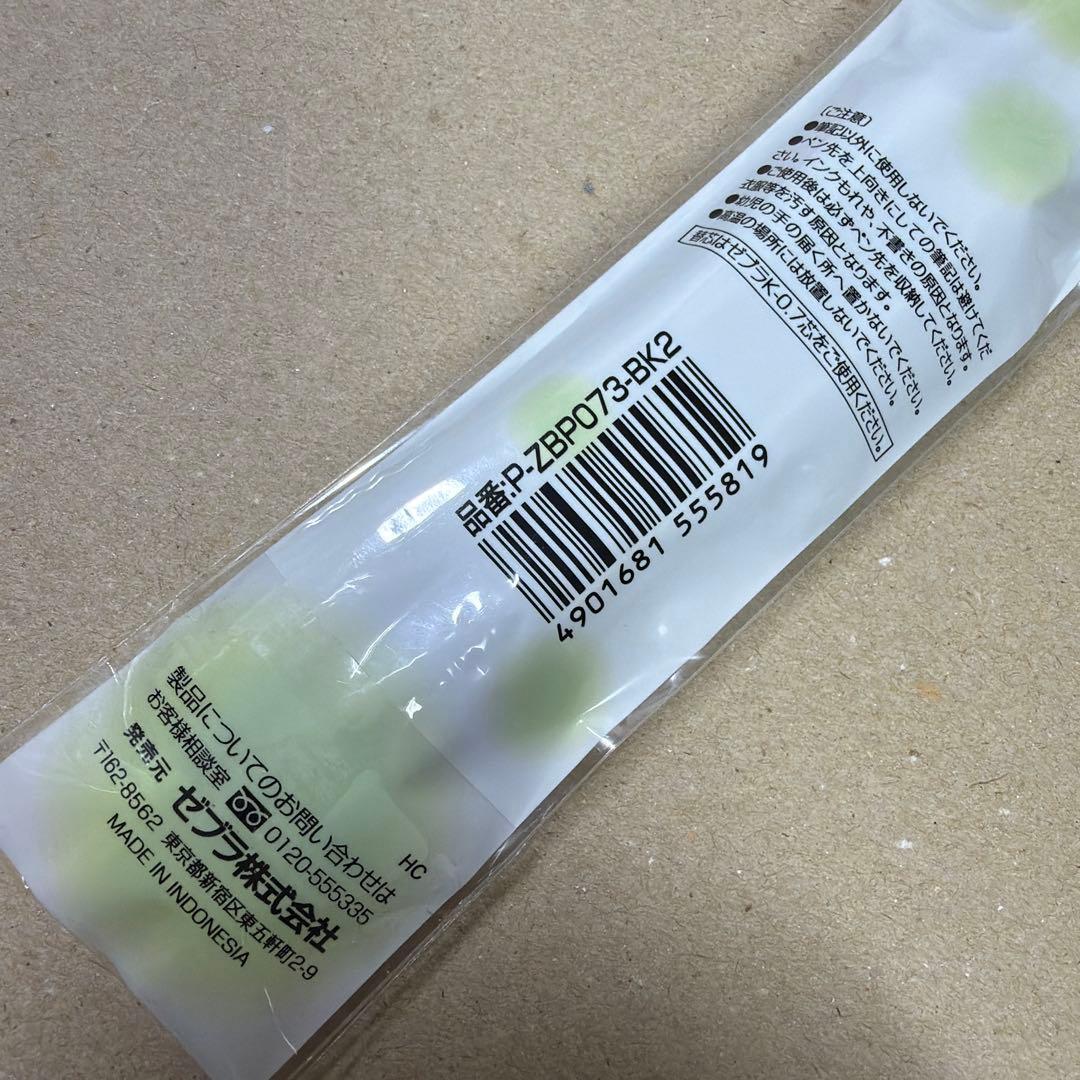 〔ご注意〕
●筆記以外に使用しないでください。
●ペン先を上向きにしての筆記は避けてくだ
さい。インクもれや、不書きの原因となります。
●ご使用後は必ずペン先を収納してください。
衣服等を汚す原因となります。
●幼児の手の届く所へ置かないでください。
●高温の場所には放置しないでください。
替芯はゼブラK-0.7芯をご使用ください。
品番:P-ZBP073-BK2
4901681 555819
製品についてのお問い合わせは
お客様相談室 0120-555335
HC
発売元 ゼブラ株式会社
〒162-8562 東京都新宿区東五軒町2-9
MADE IN INDONESIA